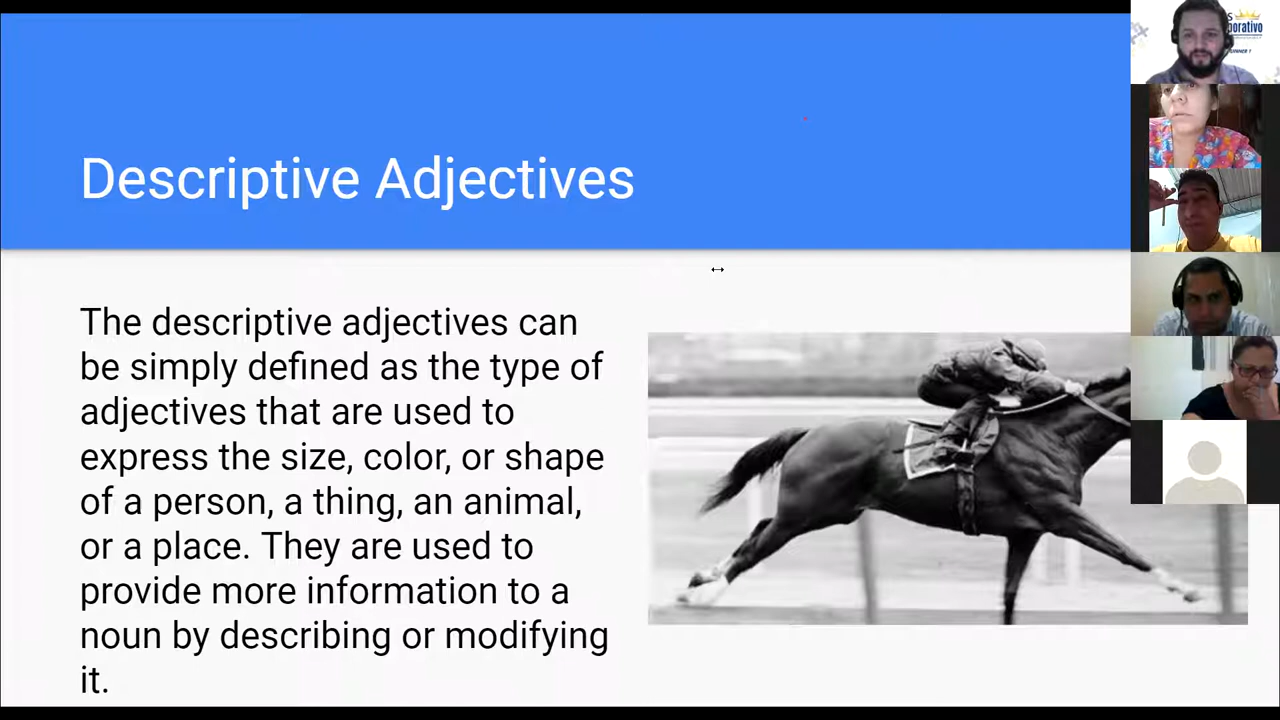 Descriptive Adjectives
The descriptive adjectives can
be simply defined as the type of
adjectives that are used to
express the size, color, or shape
of a person, a thing, an animal,
or a place. They are used to
provide more information to a
noun by describing or modifying
it.